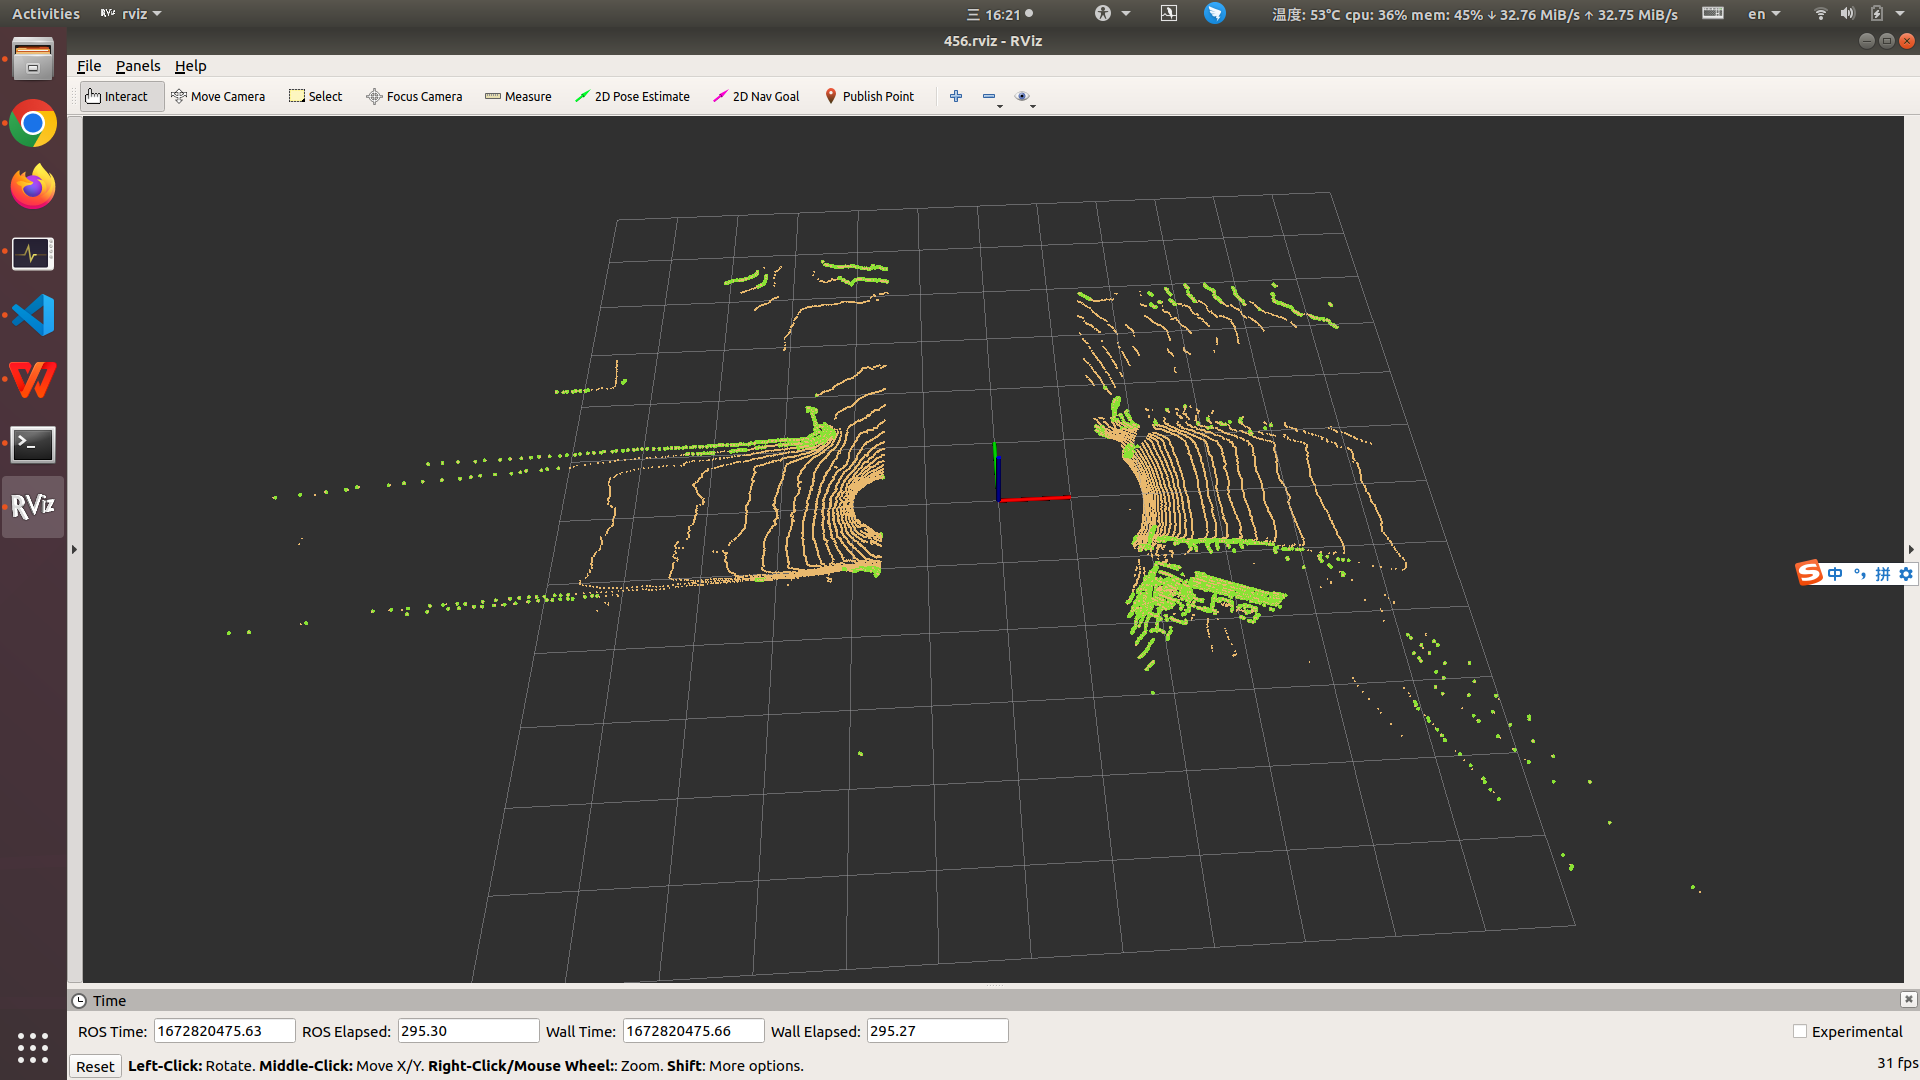 Activities RViz rviz 三 16:21 温度: 53°C cpu: 36% mem: 45% ↓ 32.76 MiB/s ↑ 32.75 MiB/s en
456.rviz - RViz
File Panels Help
Interact Move Camera Select Focus Camera Measure 2D Pose Estimate 2D Nav Goal Publish Point
RViz
S 中 °, 拼
Time
ROS Time: 1672820475.63 ROS Elapsed: 295.30 Wall Time: 1672820475.66 Wall Elapsed: 295.27 Experimental
Reset Left-Click: Rotate. Middle-Click: Move X/Y. Right-Click/Mouse Wheel:: Zoom. Shift: More options. 31 fps